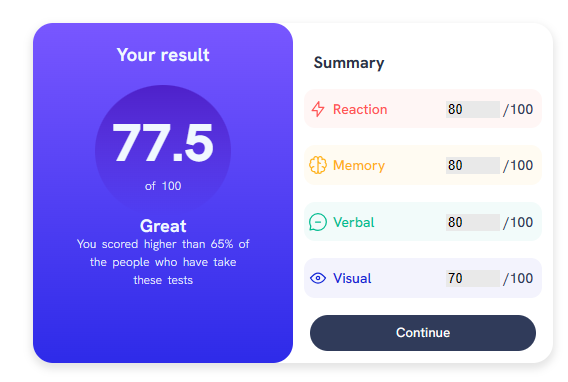 Your result
77.5
of 100
Great
You scored higher than 65% of
the people who have take
these tests
Summary
Reaction 80 /100
Memory 80 /100
Verbal 80 /100
Visual 70 /100
Continue